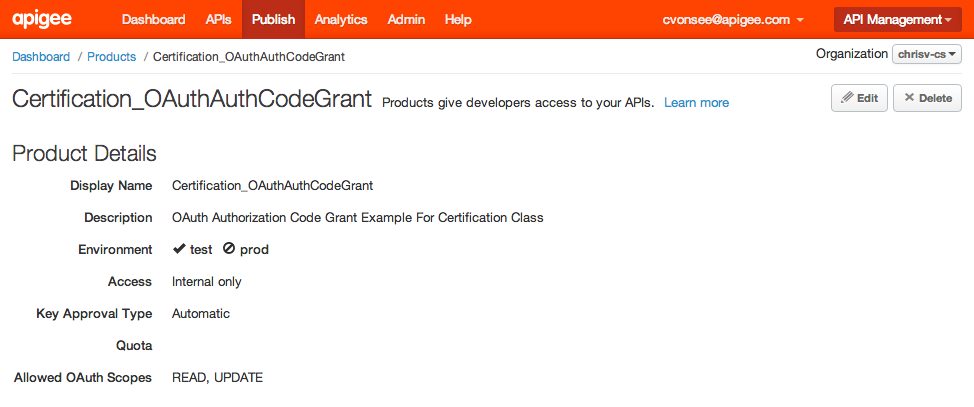 apigee Dashboard APIs Publish Analytics Admin Help cvonsee@apigee.com API Management
Dashboard / Products / Certification_OAuthAuthCodeGrant Organization chrisv-cs
Certification_OAuthAuthCodeGrant Products give developers access to your APIs. Learn more Edit Delete
Product Details
Display Name Certification_OAuthAuthCodeGrant
Description OAuth Authorization Code Grant Example For Certification Class
Environment test prod
Access Internal only
Key Approval Type Automatic
Quota
Allowed OAuth Scopes READ, UPDATE